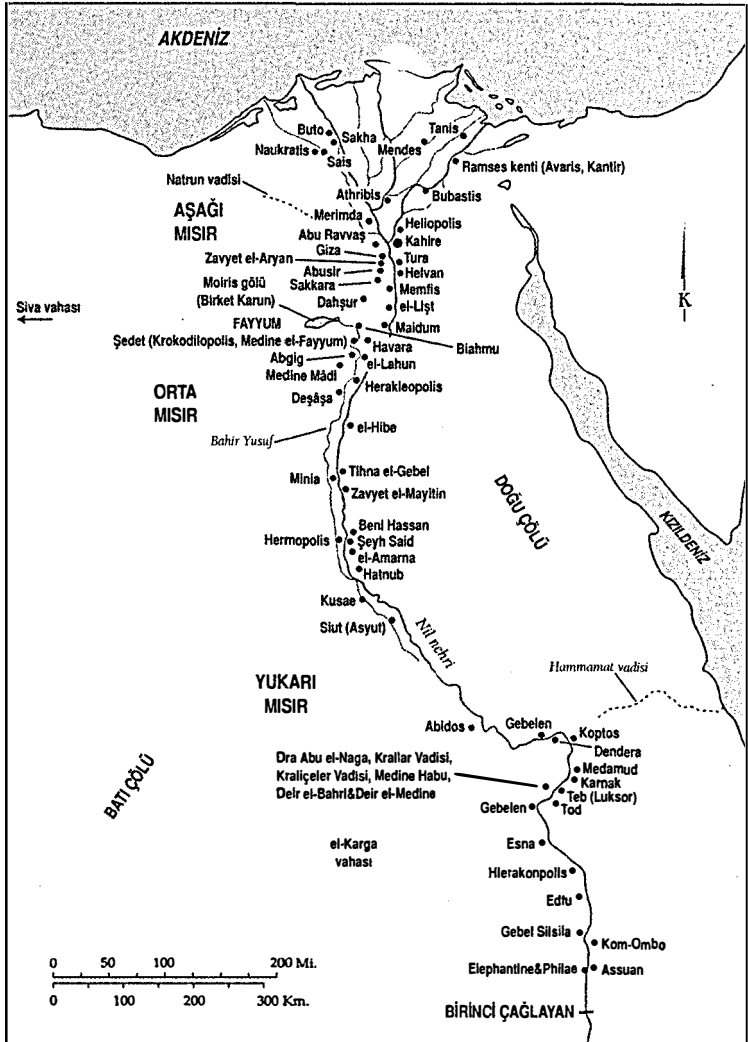 AKDENİZ
Buto
Sakha
Tanis
Mendes
Naukratis
Sais
Ramses kenti (Avaris, Kantir)
Natrun vadisi
Athribis
Bubastis
AŞAĞI
MISIR
Merimda
Heliopolis
Abu Ravvaş
Kahire
Giza
Zavyet el-Aryan
Tura
Abusir
Helvan
Moiris gölü
(Birket Karun)
Sakkara
Memfis
Siva vahası
Dahşur
el-Lişt
K
FAYYUM
Maidum
Şedet (Krokodilopolis, Medine el-Fayyum)
Havara
Biahmu
Abgig
el-Lahun
Medine Mâdi
Herakleopolis
ORTA
MISIR
Deşâşa
el-Hibe
Bahir Yusuf
Tihna el-Gebel
Minia
Zavyet el-Mayitin
DOĞU ÇÖLÜ
KIZILDENİZ
Beni Hassan
Hermopolis
Şeyh Said
el-Amarna
Hatnub
Kusae
Siut (Asyut)
Nil nehri
Hammamat vadisi
YUKARI
MISIR
Abidos
Gebelen
Koptos
Dendera
BATI ÇÖLÜ
Dra Abu el-Naga, Krallar Vadisi,
Kraliçeler Vadisi, Medine Habu,
Deir el-Bahri&Deir el-Medine
Medamud
Karnak
Teb (Luksor)
Gebelen
Tod
el-Karga
vahası
Esna
Hierakonpolis
Edfu
Gebel Silsila
Kom-Ombo
0 50 100 200 Mi.
Elephantine&Philae
Assuan
0 100 200 300 Km.
BİRİNCİ ÇAĞLAYAN